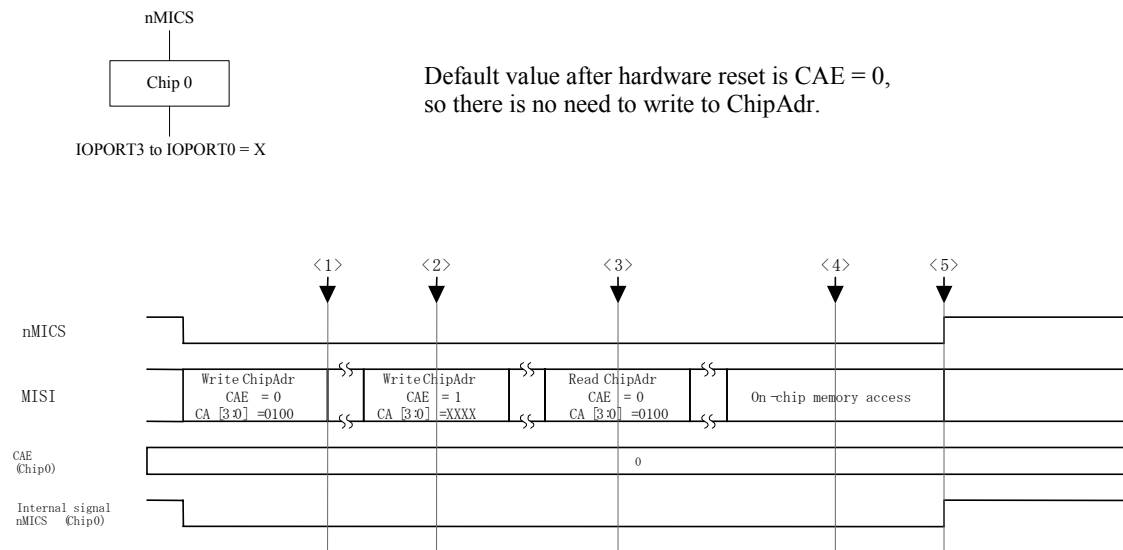 nMICS
Chip 0
IOPORT3 to IOPORT0 = X
Default value after hardware reset is CAE = 0,
so there is no need to write to ChipAdr.
<1> <2> <3> <4> <5>
nMICS
MISI
Write ChipAdr
CAE = 0
CA [3:0] =0100
Write ChipAdr
CAE = 1
CA [3:0] =XXXX
Read ChipAdr
CAE = 0
CA [3:0] =0100
On-chip memory access
CAE
(Chip0)
0
Internal signal
nMICS (Chip0)